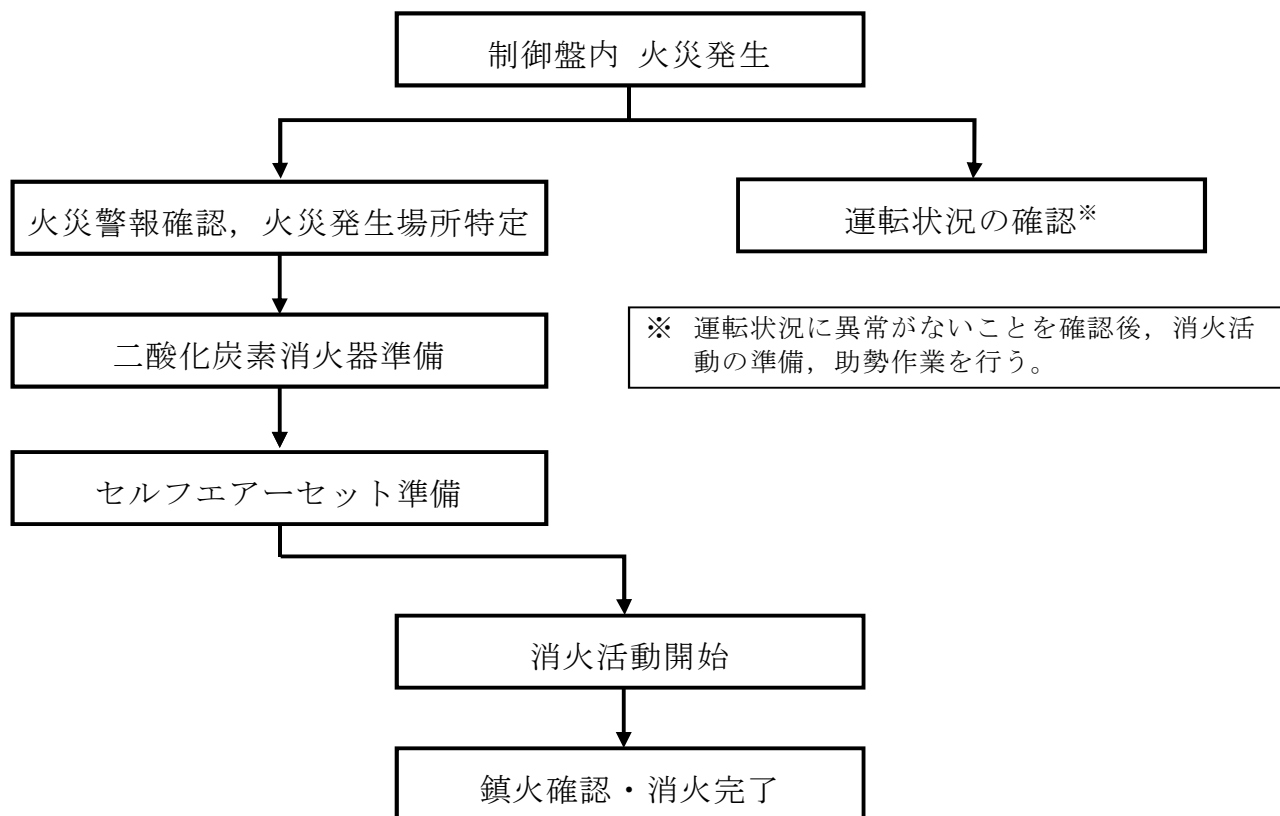 制御盤内 火災発生
火災警報確認，火災発生場所特定
運転状況の確認※
二酸化炭素消火器準備
※ 運転状況に異常がないことを確認後，消火活
動の準備，助勢作業を行う。
セルフエアーセット準備
消火活動開始
鎮火確認・消火完了